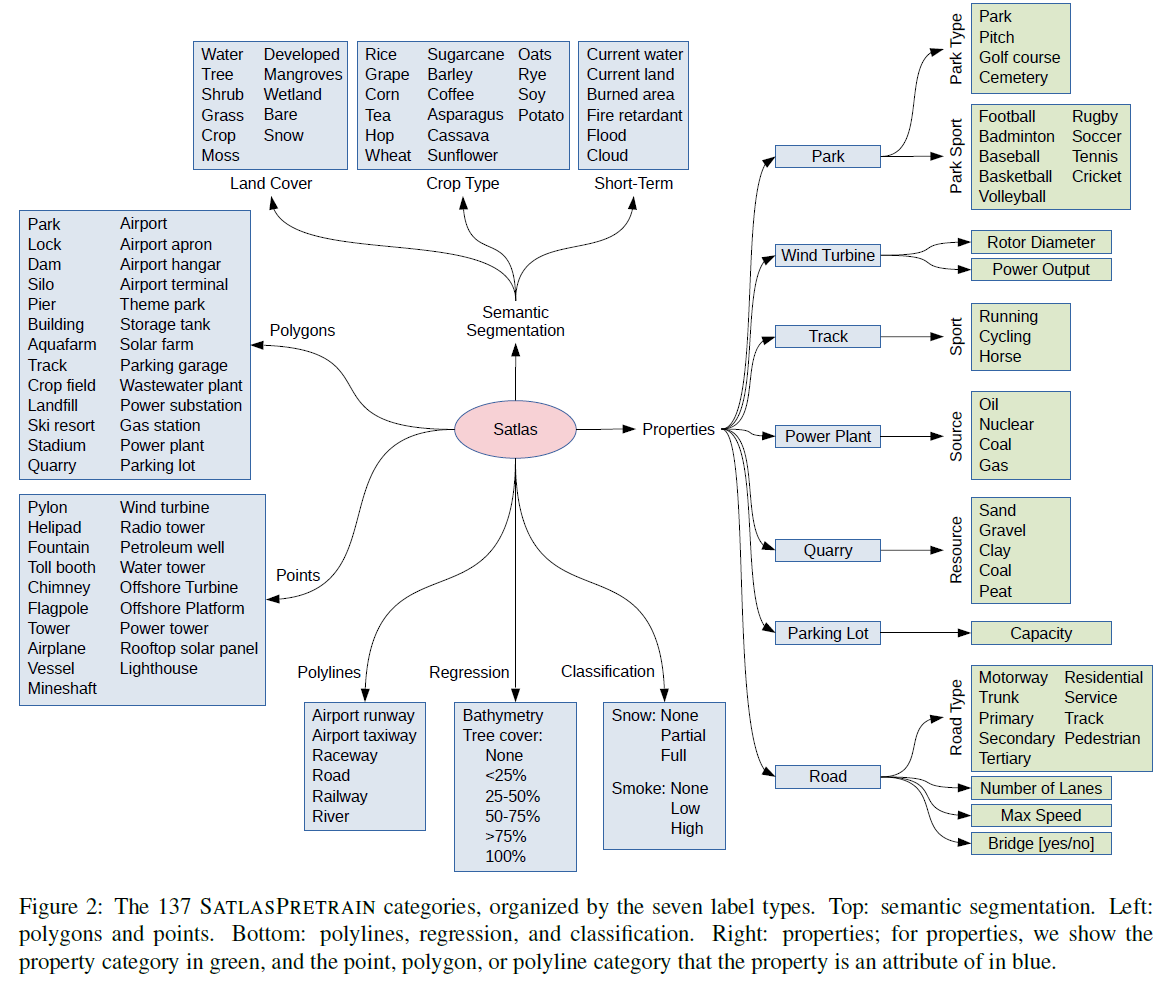 Water Developed
Tree Mangroves
Shrub Wetland
Grass Bare
Crop Snow
Moss
Land Cover
Rice Sugarcane Oats
Grape Barley Rye
Corn Coffee Soy
Tea Asparagus Potato
Hop Cassava
Wheat Sunflower
Crop Type
Current water
Current land
Burned area
Fire retardant
Flood
Cloud
Short-Term
Semantic
Segmentation
Park Airport
Lock Airport apron
Dam Airport hangar
Silo Airport terminal
Pier Theme park
Building Storage tank
Aquafarm Solar farm
Track Parking garage
Crop field Wastewater plant
Landfill Power substation
Ski resort Gas station
Stadium Power plant
Quarry Parking lot
Polygons
Satlas
Properties
Pylon Wind turbine
Helipad Radio tower
Fountain Petroleum well
Toll booth Water tower
Chimney Offshore Turbine
Flagpole Offshore Platform
Tower Power tower
Airplane Rooftop solar panel
Vessel Lighthouse
Mineshaft
Points
Polylines
Airport runway
Airport taxiway
Raceway
Road
Railway
River
Regression
Bathymetry
Tree cover:
None
<25%
25-50%
50-75%
>75%
100%
Classification
Snow: None
Partial
Full
Smoke: None
Low
High
Park
Park Type
Park
Pitch
Golf course
Cemetery
Park Sport
Football Rugby
Badminton Soccer
Baseball Tennis
Basketball Cricket
Volleyball
Wind Turbine
Rotor Diameter
Power Output
Track
Sport
Running
Cycling
Horse
Power Plant
Source
Oil
Nuclear
Coal
Gas
Quarry
Resource
Sand
Gravel
Clay
Coal
Peat
Parking Lot
Capacity
Road
Road Type
Motorway Residential
Trunk Service
Primary Track
Secondary Pedestrian
Tertiary
Number of Lanes
Max Speed
Bridge [yes/no]
Figure 2: The 137 SATLASPRETRAIN categories, organized by the seven label types. Top: semantic segmentation. Left:
polygons and points. Bottom: polylines, regression, and classification. Right: properties; for properties, we show the
property category in green, and the point, polygon, or polyline category that the property is an attribute of in blue.